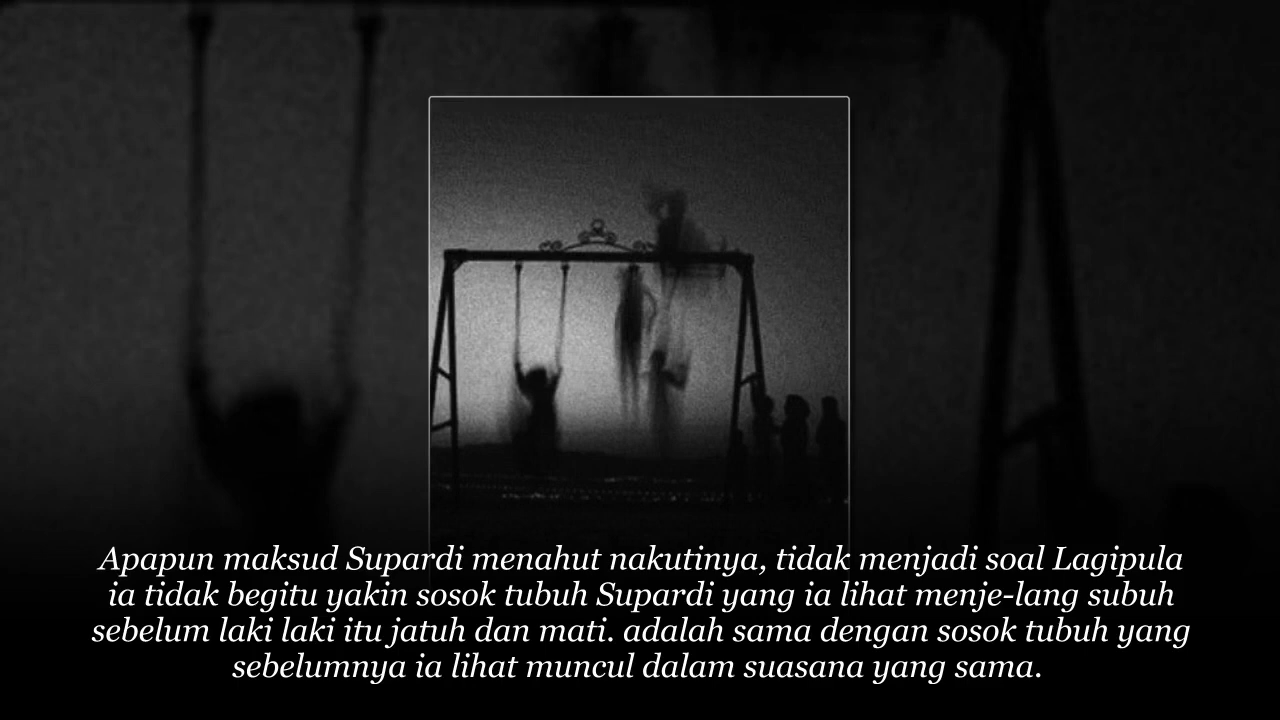 Apapun maksud Supardi menahut nakutinya, tidak menjadi soal Lagipula
ia tidak begitu yakin sosok tubuh Supardi yang ia lihat menje-lang subuh
sebelum laki laki itu jatuh dan mati. adalah sama dengan sosok tubuh yang
sebelumnya ia lihat muncul dalam suasana yang sama.